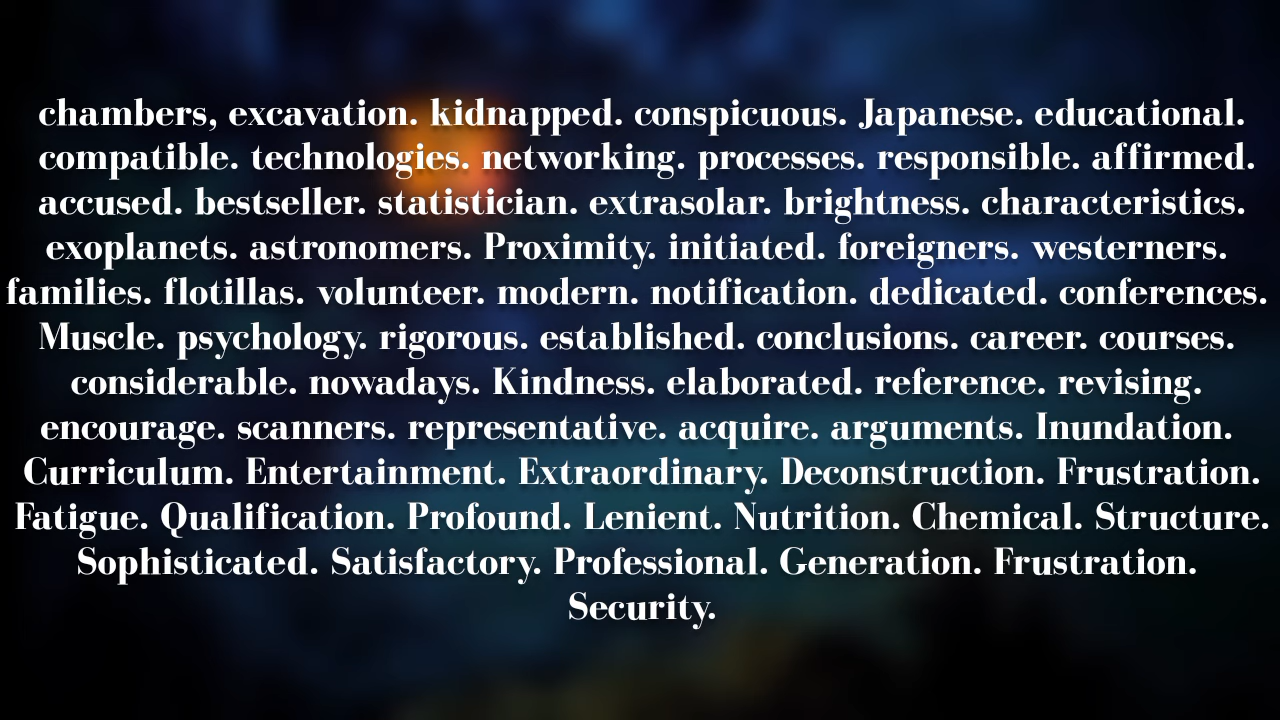 chambers, excavation. kidnapped. conspicuous. Japanese. educational.
compatible. technologies. networking. processes. responsible. affirmed.
accused. bestseller. statistician. extrasolar. brightness. characteristics.
exoplanets. astronomers. Proximity. initiated. foreigners. westerners.
families. flotillas. volunteer. modern. notification. dedicated. conferences.
Muscle. psychology. rigorous. established. conclusions. career. courses.
considerable. nowadays. Kindness. elaborated. reference. revising.
encourage. scanners. representative. acquire. arguments. Inundation.
Curriculum. Entertainment. Extraordinary. Deconstruction. Frustration.
Fatigue. Qualification. Profound. Lenient. Nutrition. Chemical. Structure.
Sophisticated. Satisfactory. Professional. Generation. Frustration.
Security.